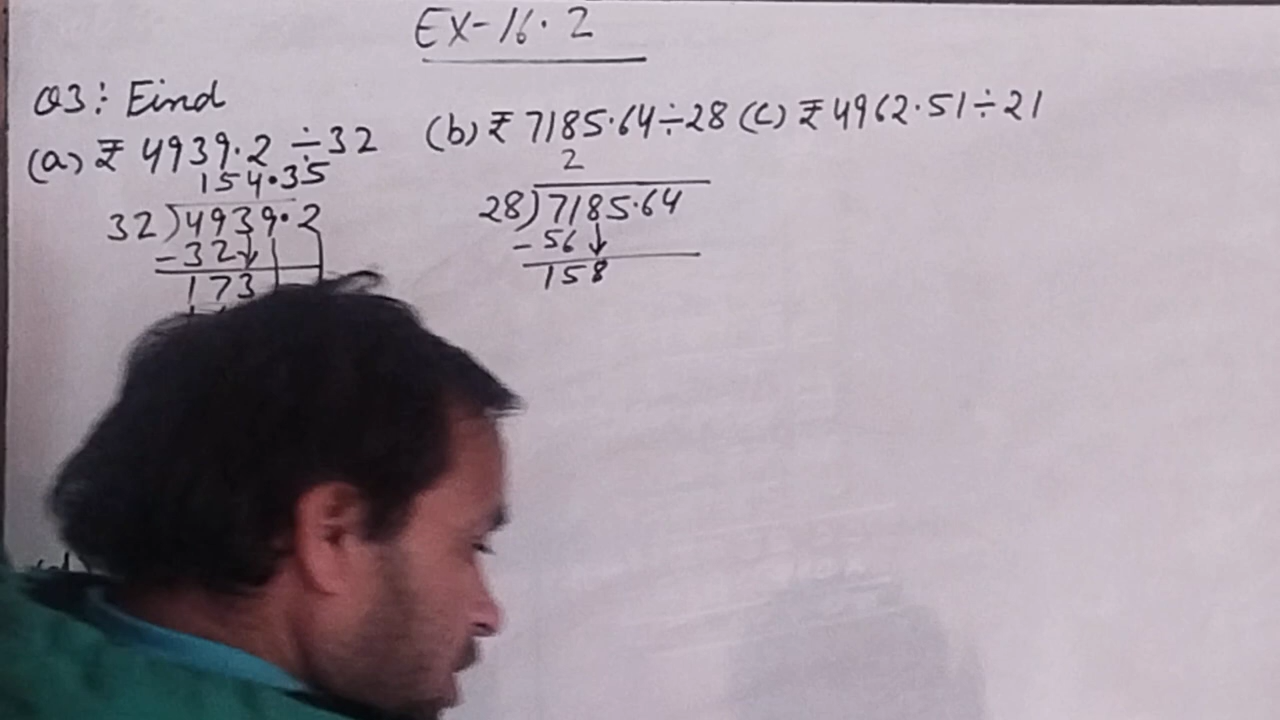 EX-16.2
Q3: Find
(a) ₹ 4939.2 ÷ 32 (b) ₹ 7185.64 ÷ 28 (c) ₹ 4962.51 ÷ 21
154.35
32)4939.2
-32↓
173
2
28)7185.64
-56↓
158